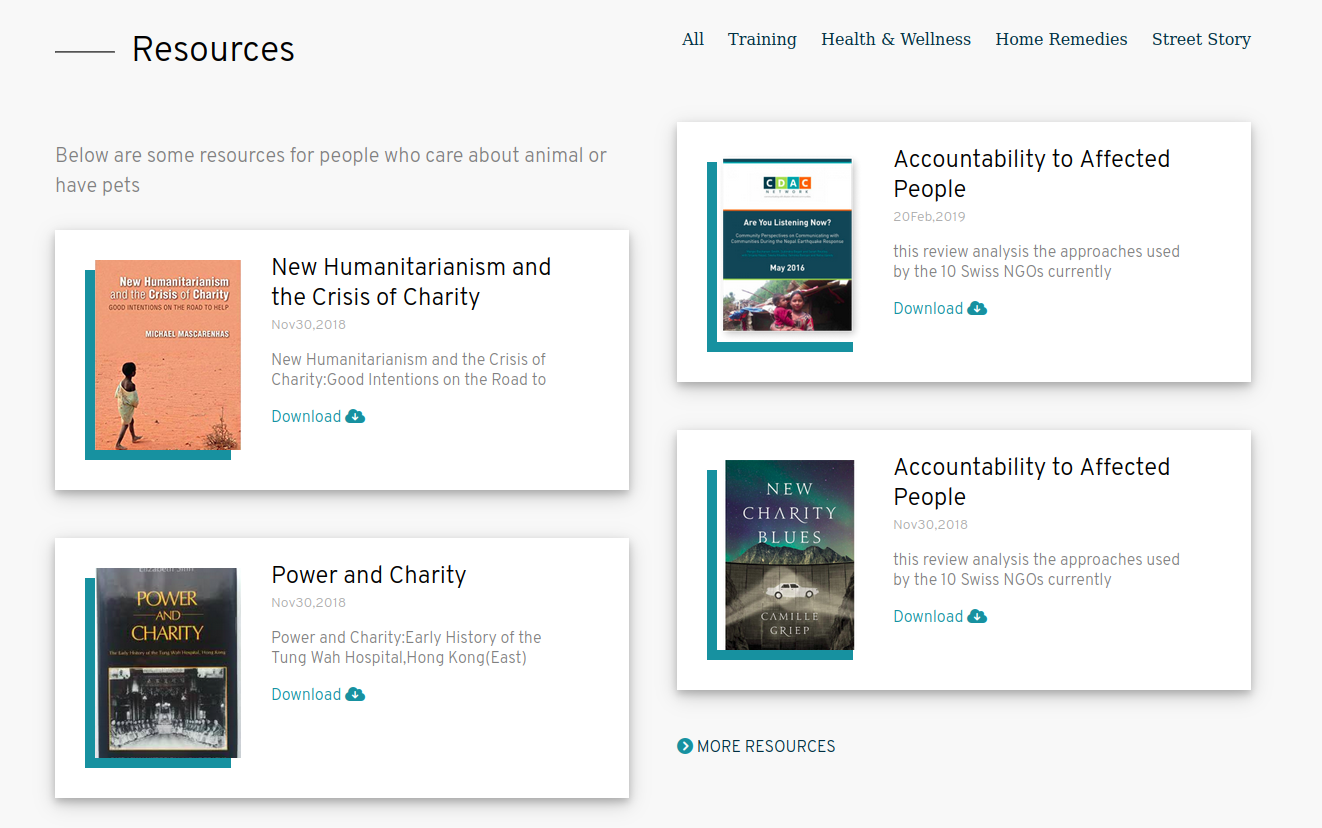 Resources
All Training Health & Wellness Home Remedies Street Story
Below are some resources for people who care about animal or
have pets
New Humanitarianism
and the Crisis of Charity
GOOD INTENTIONS ON THE ROAD TO HELP
MICHAEL MASCARENHAS
New Humanitarianism and
the Crisis of Charity
Nov30,2018
New Humanitarianism and the Crisis of
Charity:Good Intentions on the Road to
Download
POWER
AND
CHARITY
The Early History of the Tung Wah Hospital, Hong Kong
Power and Charity
Nov30,2018
Power and Charity:Early History of the
Tung Wah Hospital,Hong Kong(East)
Download
CDAC
NETWORK
Are You Listening Now?
Community Perspectives on Communicating with
Communities During the Nepal Earthquake Response
May 2016
Accountability to Affected
People
20Feb,2019
this review analysis the approaches used
by the 10 Swiss NGOs currently
Download
NEW
CHARITY
BLUES
CAMILLE
GRIEP
Accountability to Affected
People
Nov30,2018
this review analysis the approaches used
by the 10 Swiss NGOs currently
Download
MORE RESOURCES